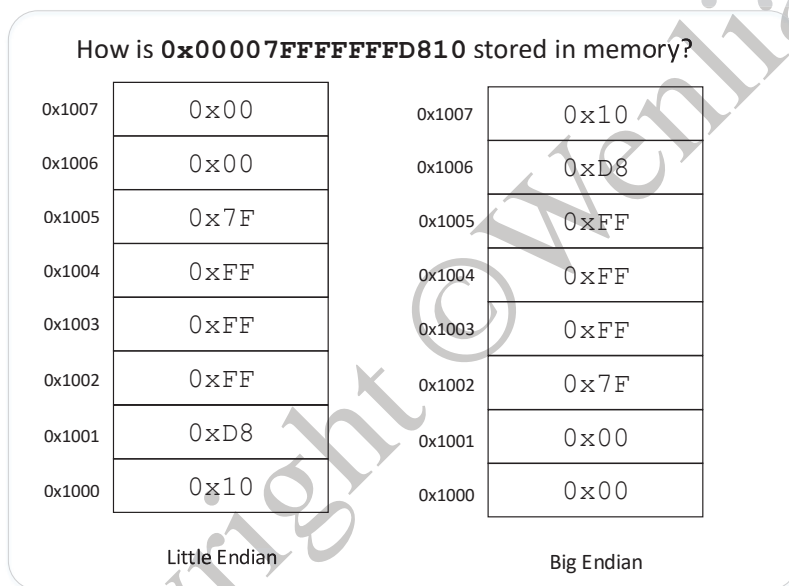 How is 0x00007FFFFFFFD810 stored in memory?
0x1007 0x00
0x1006 0x00
0x1005 0x7F
0x1004 0xFF
0x1003 0xFF
0x1002 0xFF
0x1001 0xD8
0x1000 0x10
Little Endian
0x1007 0x10
0x1006 0xD8
0x1005 0xFF
0x1004 0xFF
0x1003 0xFF
0x1002 0x7F
0x1001 0x00
0x1000 0x00
Big Endian
right © Wenli